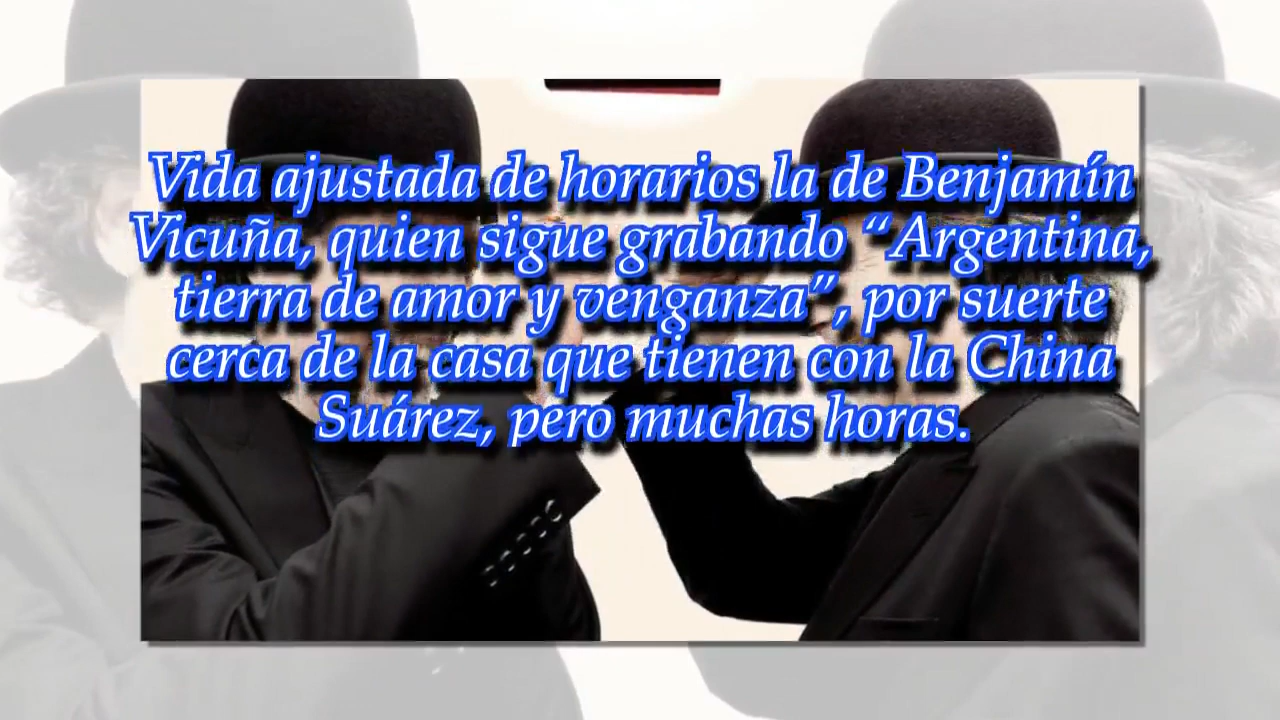 Vida ajustada de horarios la de Benjamín
Vicuña, quien sigue grabando “Argentina,
tierra de amor y venganza”, por suerte
cerca de la casa que tienen con la China
Suárez, pero muchas horas.